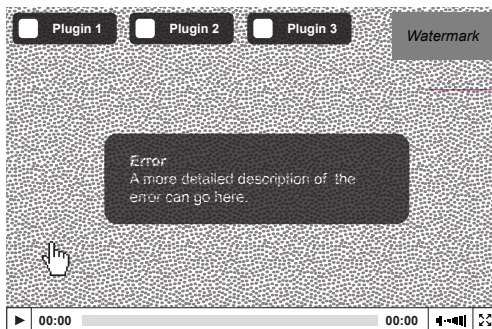 Plugin 1
Plugin 2
Plugin 3
Watermark
Error
A more detailed description of the
error can go here.
00:00
00:00